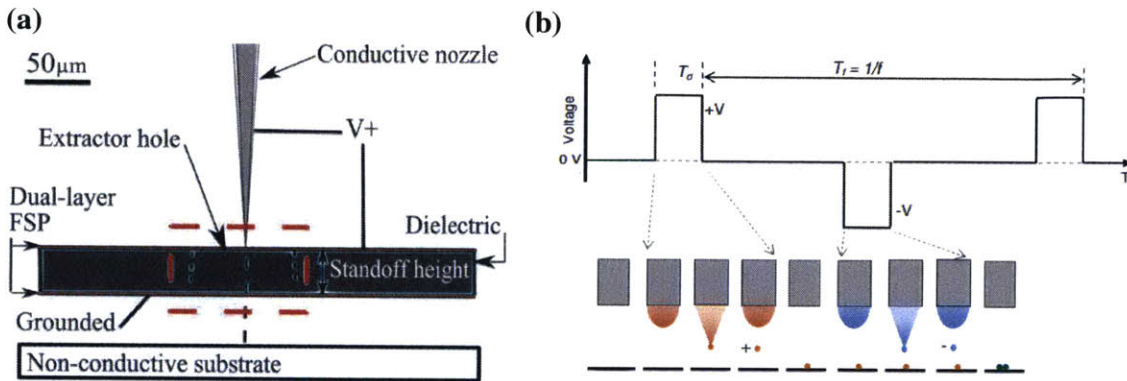 (a)
50µm
Conductive nozzle
V+
Extractor hole
Dual-layer
FSP
Dielectric
Standoff height
Grounded
Non-conductive substrate
(b)
Tσ
Tf = 1/f
Voltage
+V
0 V
T
-V
+
-